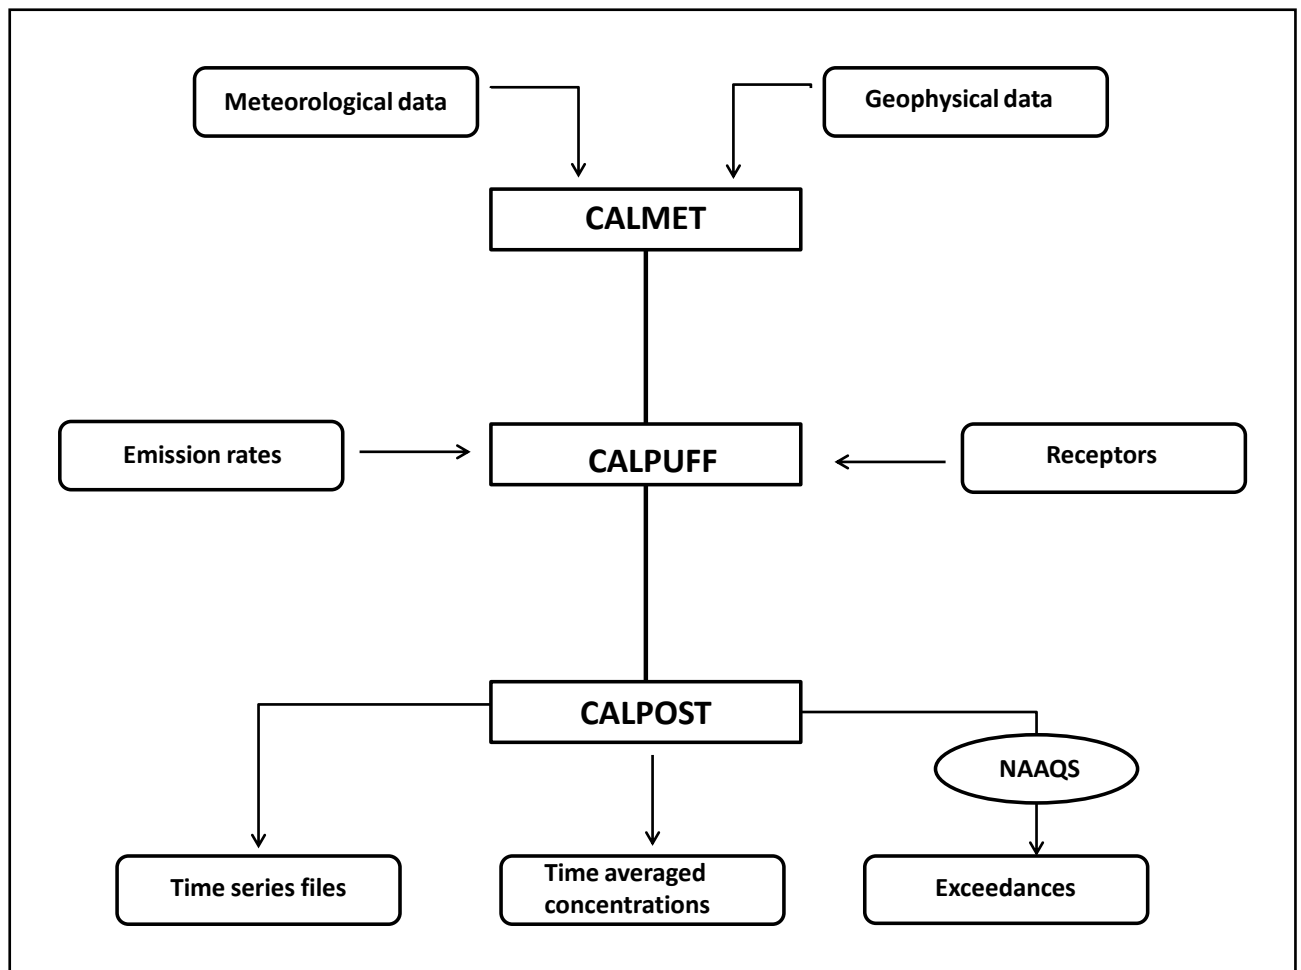 Meteorological data
Geophysical data
CALMET
Emission rates
CALPUFF
Receptors
CALPOST
NAAQS
Time series files
Time averaged
concentrations
Exceedances